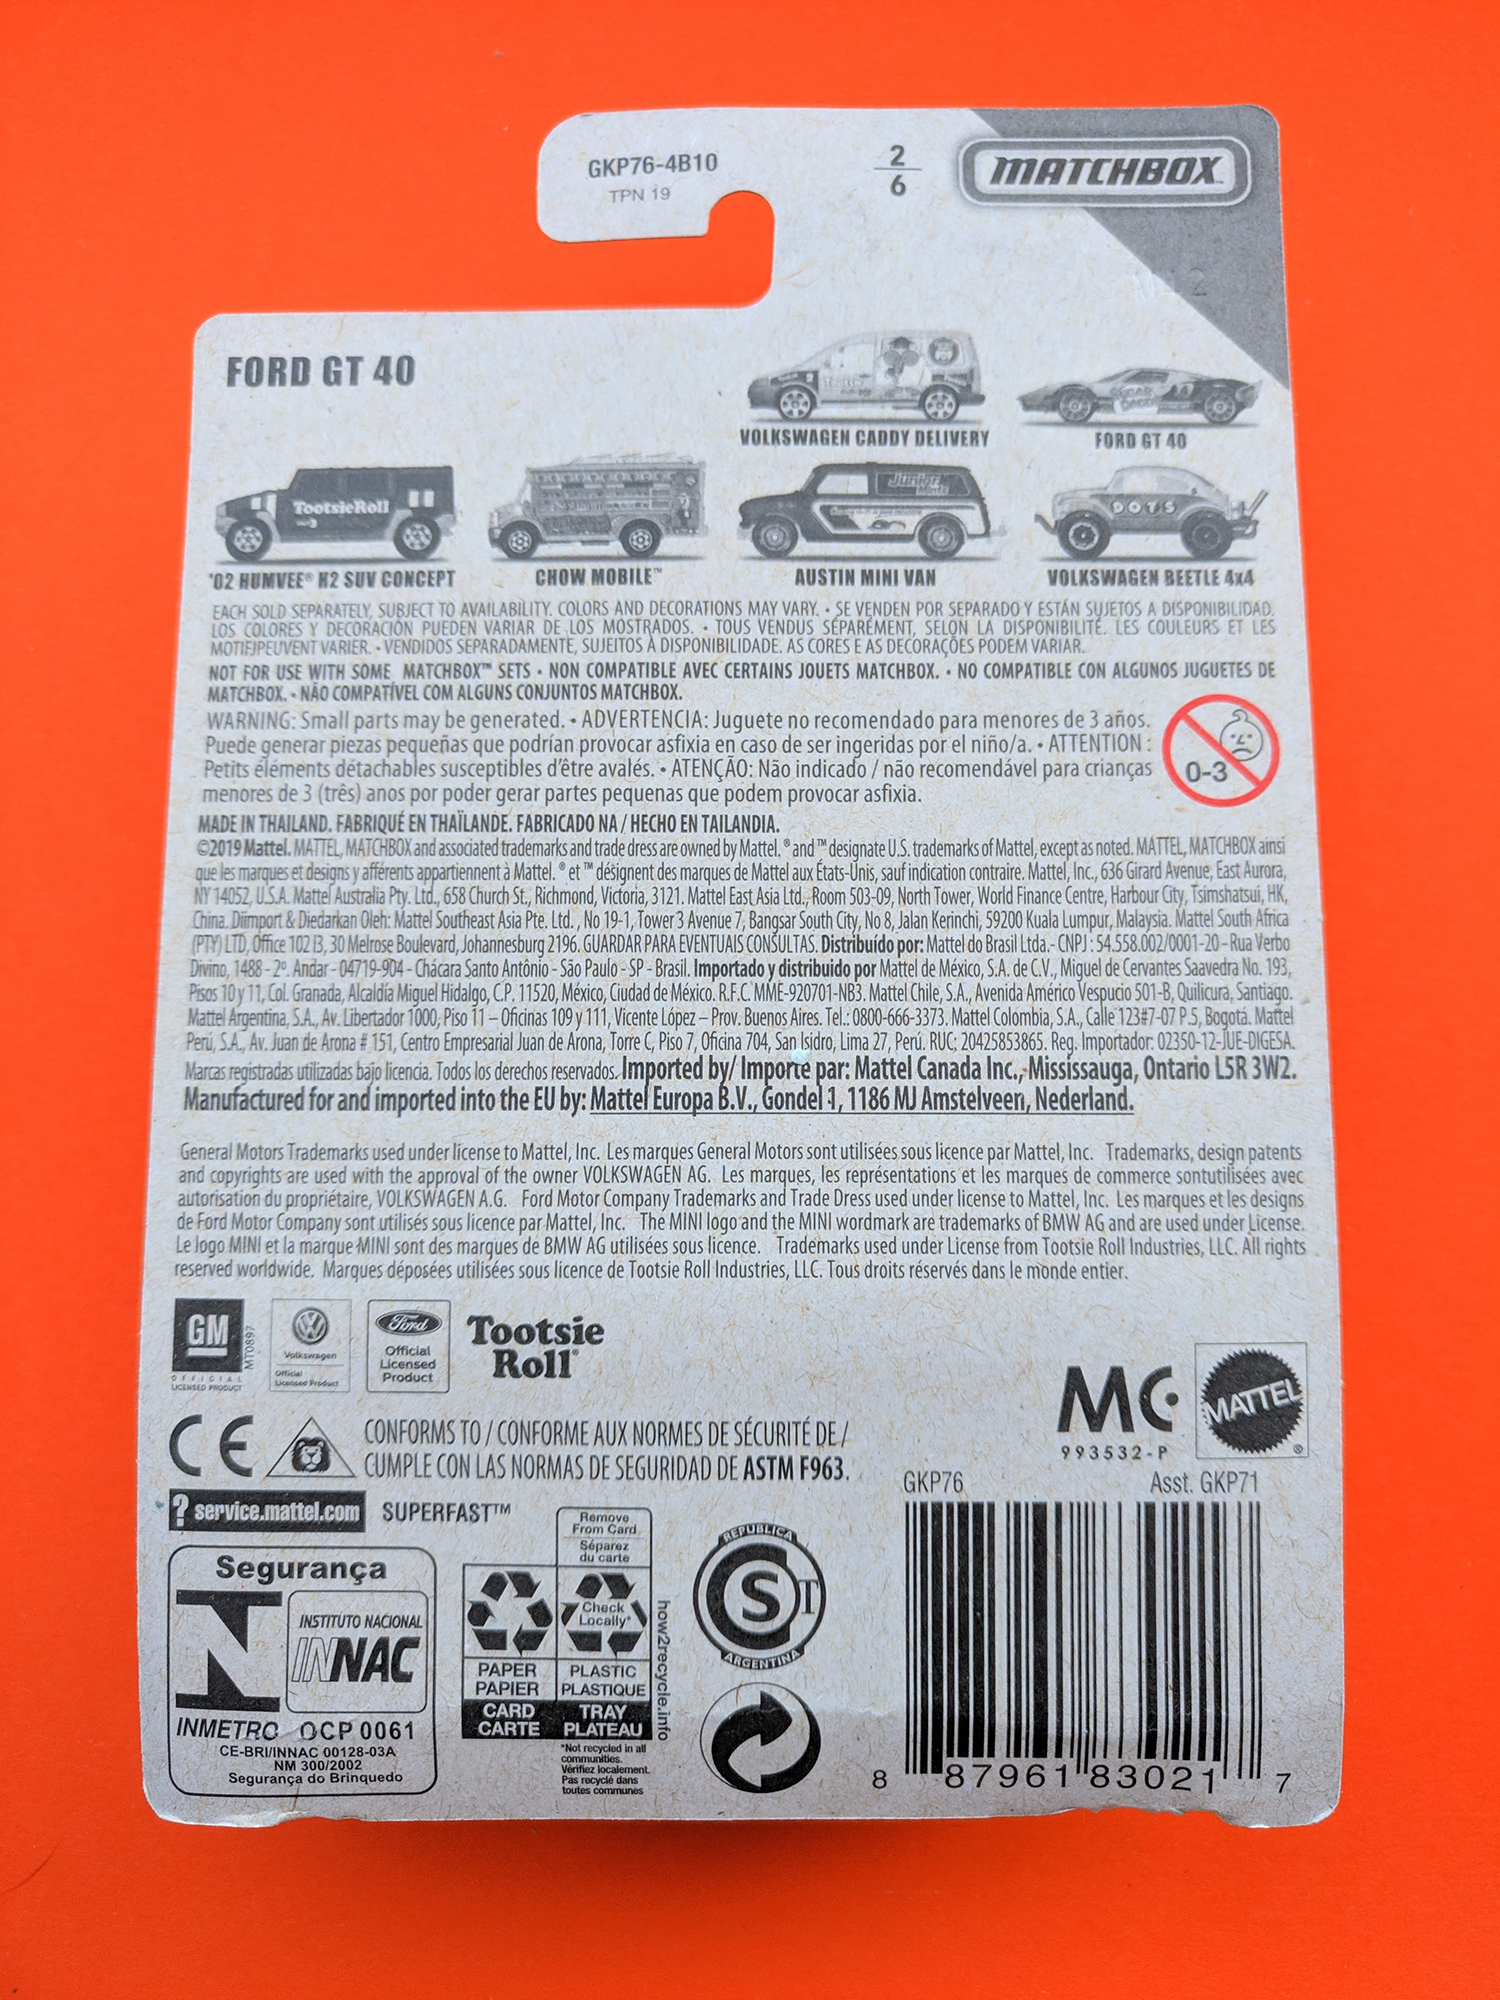 GKP76-4B10
TPN 19
2
6
MATCHBOX
2
FORD GT 40
VOLKSWAGEN CADDY DELIVERY
FORD GT 40
TootsieRoll
Junior
Mints
DOTS
'02 HUMVEE® H2 SUV CONCEPT
CHOW MOBILE™
AUSTIN MINI VAN
VOLKSWAGEN BEETLE 4x4
EACH SOLD SEPARATELY, SUBJECT TO AVAILABILITY. COLORS AND DECORATIONS MAY VARY. • SE VENDEN POR SEPARADO Y ESTÁN SUJETOS A DISPONIBILIDAD.
LOS COLORES Y DECORACIÓN PUEDEN VARIAR DE LOS MOSTRADOS. • TOUS VENDUS SÉPARÉMENT, SELON LA DISPONIBILITÉ. LES COULEURS ET LES
MOTIFJPEUVENT VARIER. • VENDIDOS SEPARADAMENTE, SUJEITOS À DISPONIBILIDADE. AS CORES E AS DECORAÇÕES PODEM VARIAR.
NOT FOR USE WITH SOME MATCHBOX™ SETS • NON COMPATIBLE AVEC CERTAINS JOUETS MATCHBOX. • NO COMPATIBLE CON ALGUNOS JUGUETES DE
MATCHBOX. • NÃO COMPATÍVEL COM ALGUNS CONJUNTOS MATCHBOX.
WARNING: Small parts may be generated. • ADVERTENCIA: Juguete no recomendado para menores de 3 años.
Puede generar piezas pequeñas que podrían provocar asfixia en caso de ser ingeridas por el niño/a. • ATTENTION :
Petits éléments détachables susceptibles d'être avalés. • ATENÇÃO: Não indicado / não recomendável para crianças
menores de 3 (três) anos por poder gerar partes pequenas que podem provocar asfixia.
0-3
MADE IN THAILAND. FABRIQUÉ EN THAÏLANDE. FABRICADO NA / HECHO EN TAILANDIA.
©2019 Mattel. MATTEL, MATCHBOX and associated trademarks and trade dress are owned by Mattel. ® and ™ designate U.S. trademarks of Mattel, except as noted. MATTEL, MATCHBOX ainsi
que les marques et designs y afférents appartiennent à Mattel. ® et ™ désignent des marques de Mattel aux États-Unis, sauf indication contraire. Mattel, Inc., 636 Girard Avenue, East Aurora,
NY 14052, U.S.A. Mattel Australia Pty. Ltd., 658 Church St., Richmond, Victoria, 3121. Mattel East Asia Ltd., Room 503-09, North Tower, World Finance Centre, Harbour City, Tsimshatsui, HK,
China. Diimport & Diedarkan Oleh: Mattel Southeast Asia Pte. Ltd. , No 19-1, Tower 3 Avenue 7, Bangsar South City, No 8, Jalan Kerinchi, 59200 Kuala Lumpur, Malaysia. Mattel South Africa
(PTY) LTD, Office 102 I3, 30 Melrose Boulevard, Johannesburg 2196. GUARDAR PARA EVENTUAIS CONSULTAS. Distribuído por: Mattel do Brasil Ltda.- CNPJ : 54.558.002/0001-20 - Rua Verbo
Divino, 1488 - 2º. Andar - 04719-904 - Chácara Santo Antônio - São Paulo - SP - Brasil. Importado y distribuido por Mattel de México, S.A. de C.V., Miguel de Cervantes Saavedra No. 193,
Pisos 10 y 11, Col. Granada, Alcaldía Miguel Hidalgo, C.P. 11520, México, Ciudad de México. R.F.C. MME-920701-NB3. Mattel Chile, S.A., Avenida Américo Vespucio 501-B, Quilicura, Santiago.
Mattel Argentina, S.A., Av. Libertador 1000, Piso 11 – Oficinas 109 y 111, Vicente López – Prov. Buenos Aires. Tel.: 0800-666-3373. Mattel Colombia, S.A., Calle 123#7-07 P.5, Bogotá. Mattel
Perú, S.A., Av. Juan de Arona # 151, Centro Empresarial Juan de Arona, Torre C, Piso 7, Oficina 704, San Isidro, Lima 27, Perú. RUC: 20425853865. Reg. Importador: 02350-12-JUE-DIGESA.
Marcas registradas utilizadas bajo licencia. Todos los derechos reservados. Imported by/ Importé par: Mattel Canada Inc., Mississauga, Ontario L5R 3W2.
Manufactured for and imported into the EU by: Mattel Europa B.V., Gondel 1, 1186 MJ Amstelveen, Nederland.
General Motors Trademarks used under license to Mattel, Inc. Les marques General Motors sont utilisées sous licence par Mattel, Inc. Trademarks, design patents
and copyrights are used with the approval of the owner VOLKSWAGEN AG. Les marques, les représentations et les marques de commerce sontutilisées avec
autorisation du propriétaire, VOLKSWAGEN A.G. Ford Motor Company Trademarks and Trade Dress used under license to Mattel, Inc. Les marques et les designs
de Ford Motor Company sont utilisés sous licence par Mattel, Inc. The MINI logo and the MINI wordmark are trademarks of BMW AG and are used under License.
Le logo MINI et la marque MINI sont des marques de BMW AG utilisées sous licence. Trademarks used under License from Tootsie Roll Industries, LLC. All rights
reserved worldwide. Marques déposées utilisées sous licence de Tootsie Roll Industries, LLC. Tous droits réservés dans le monde entier.
GM
MT0897
OFFICIAL
LICENSED PRODUCT
Volkswagen
Official
Licensed Product
Ford
Official
Licensed
Product
Tootsie
Roll®
MC
993532-P
MATTEL
®
CE
CONFORMS TO / CONFORME AUX NORMES DE SÉCURITÉ DE /
CUMPLE CON LAS NORMAS DE SEGURIDAD DE ASTM F963.
? service.mattel.com
SUPERFAST™
GKP76
Asst. GKP71
Segurança
INSTITUTO NACIONAL
INNAC
INMETRO OCP 0061
CE-BRI/INNAC 00128-03A
NM 300/2002
Segurança do Brinquedo
Remove
From Card
Séparez
du carte
Check
Locally*
PAPER
PAPIER
CARD
CARTE
PLASTIC
PLASTIQUE
TRAY
PLATEAU
how2recycle.info
*Not recycled in all
communities.
Vérifiez localement.
Pas recyclé dans
toutes communes
REPUBLICA
S
T
ARGENTINA
8 87961 83021 7